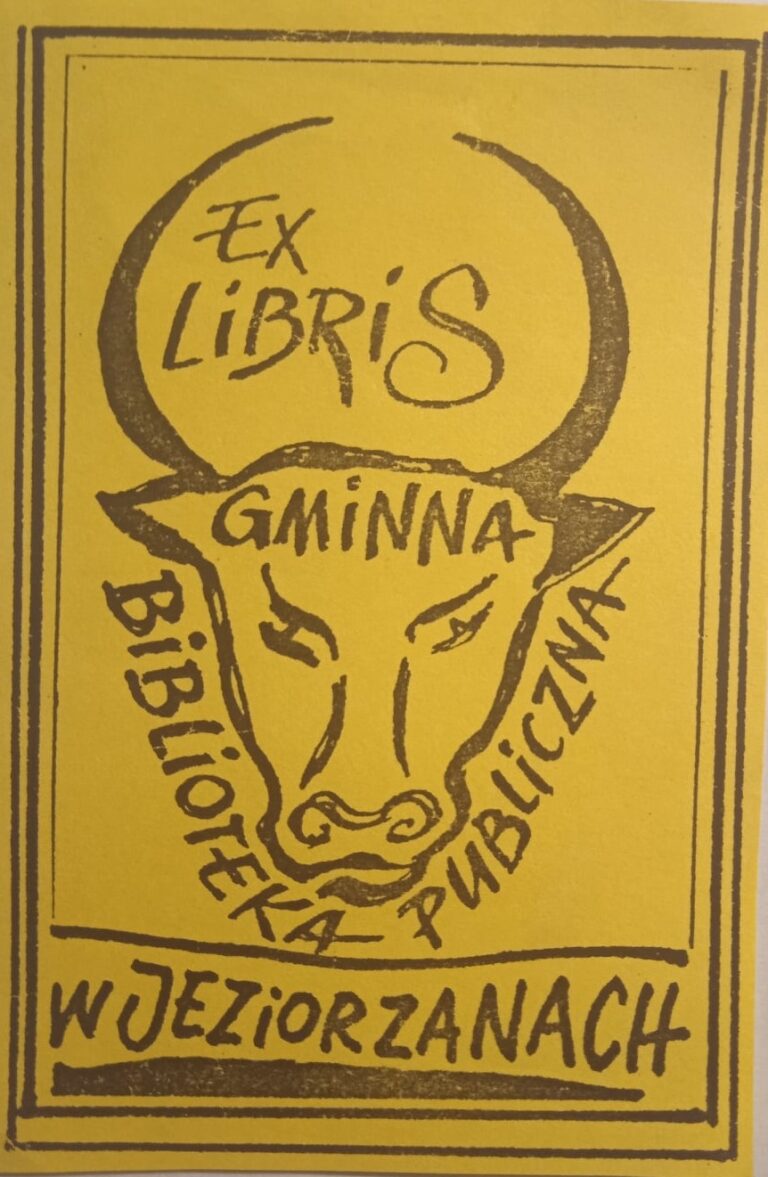 EX
LiBRiS
GMiNNA
BiBLiOTEKA
PUBLiCZNA
W JEZiORZANACH